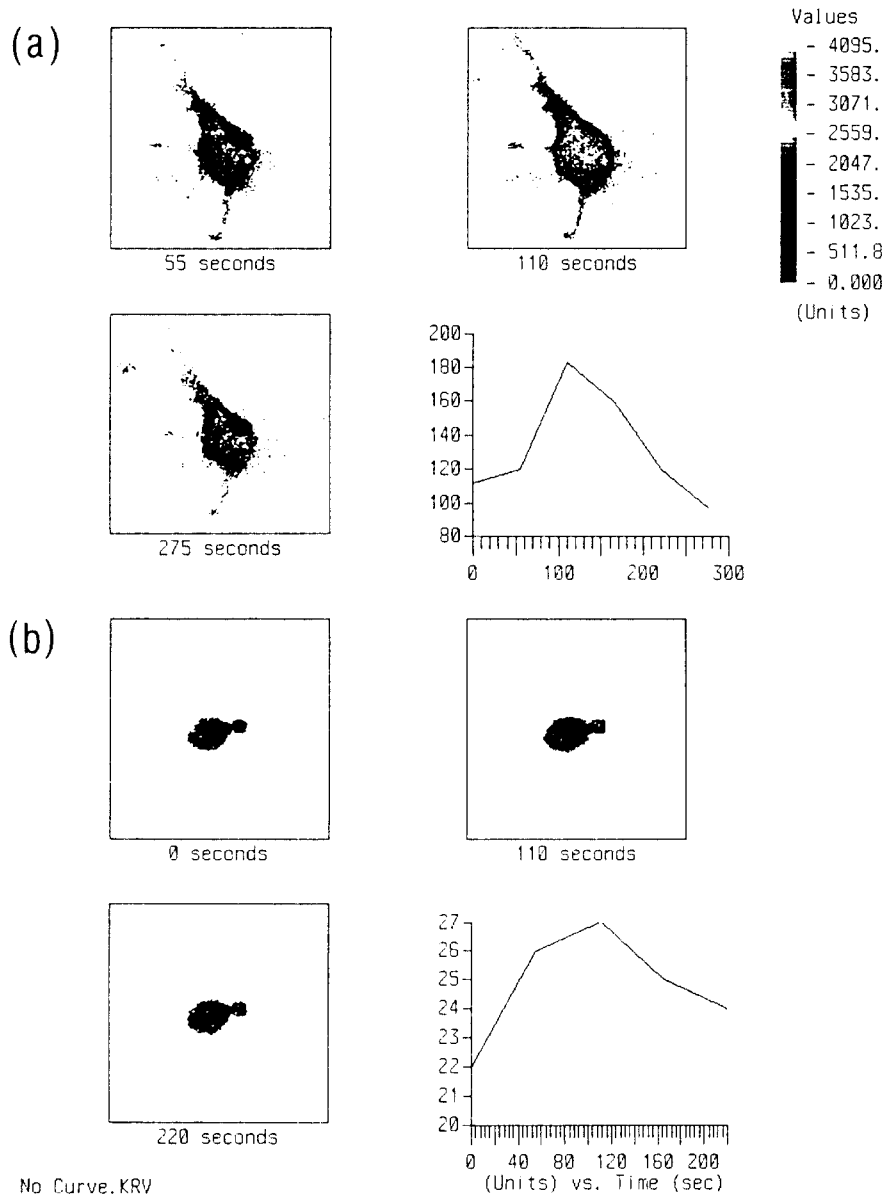 (a)
Values
- 4095.
- 3583.
- 3071.
- 2559.
- 2047.
- 1535.
- 1023.
- 511.8
- 0.000
(Units)
55 seconds
110 seconds
275 seconds
200
180
160
140
120
100
80
0 100 200 300
(b)
0 seconds
110 seconds
220 seconds
27
26
25
24
23
22
21
20
0 40 80 120 160 200
(Units) vs. Time (sec)
No Curve.KRV